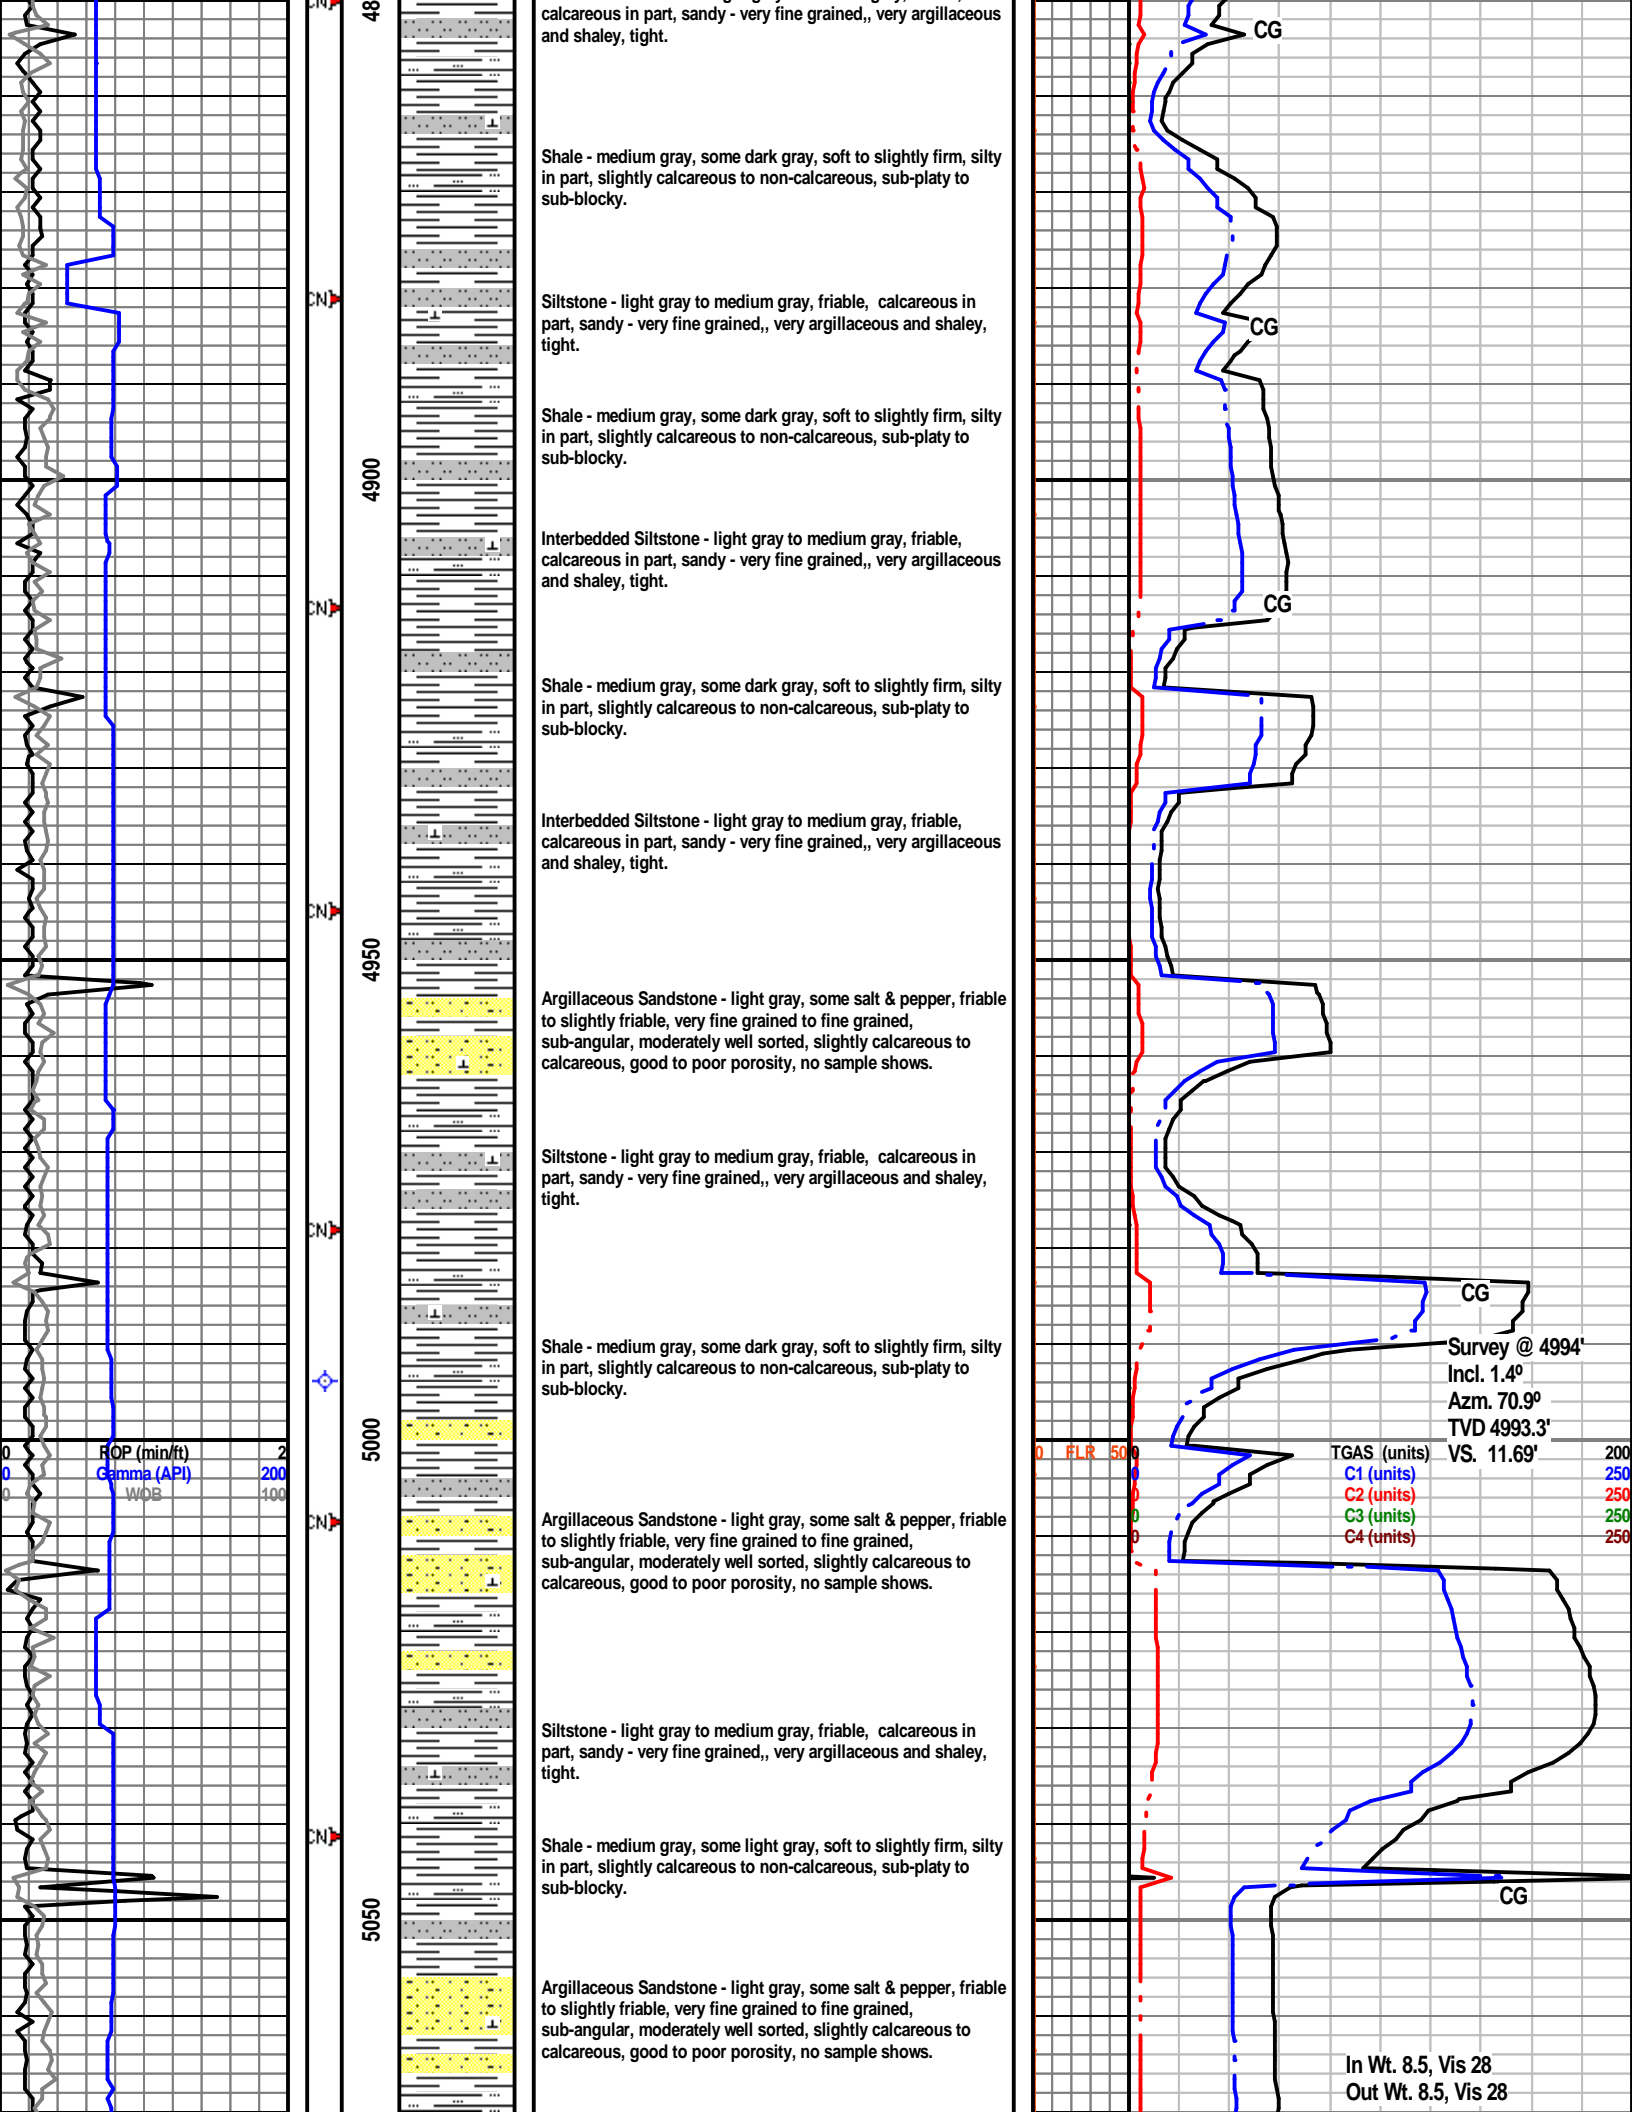 calcareous in part, sandy - very fine grained,, very argillaceous
and shaley, tight.
CG
Shale - medium gray, some dark gray, soft to slightly firm, silty
in part, slightly calcareous to non-calcareous, sub-platy to
sub-blocky.
CN
Siltstone - light gray to medium gray, friable, calcareous in
part, sandy - very fine grained,, very argillaceous and shaley,
tight.
CG
Shale - medium gray, some dark gray, soft to slightly firm, silty
in part, slightly calcareous to non-calcareous, sub-platy to
sub-blocky.
4900
Interbedded Siltstone - light gray to medium gray, friable,
calcareous in part, sandy - very fine grained,, very argillaceous
and shaley, tight.
CN
CG
Shale - medium gray, some dark gray, soft to slightly firm, silty
in part, slightly calcareous to non-calcareous, sub-platy to
sub-blocky.
Interbedded Siltstone - light gray to medium gray, friable,
calcareous in part, sandy - very fine grained,, very argillaceous
and shaley, tight.
CN
4950
Argillaceous Sandstone - light gray, some salt & pepper, friable
to slightly friable, very fine grained to fine grained,
sub-angular, moderately well sorted, slightly calcareous to
calcareous, good to poor porosity, no sample shows.
Siltstone - light gray to medium gray, friable, calcareous in
part, sandy - very fine grained,, very argillaceous and shaley,
tight.
CN
CG
Shale - medium gray, some dark gray, soft to slightly firm, silty
in part, slightly calcareous to non-calcareous, sub-platy to
sub-blocky.
Survey @ 4994'
Incl. 1.4º
Azm. 70.9º
TVD 4993.3'
VS. 11.69'
5000
0 ROP (min/ft) 2
0 Gamma (API) 200
0 WOB 100
0 FLR 50
0 TGAS (units) 200
0 C1 (units) 250
0 C2 (units) 250
0 C3 (units) 250
0 C4 (units) 250
CN
Argillaceous Sandstone - light gray, some salt & pepper, friable
to slightly friable, very fine grained to fine grained,
sub-angular, moderately well sorted, slightly calcareous to
calcareous, good to poor porosity, no sample shows.
Siltstone - light gray to medium gray, friable, calcareous in
part, sandy - very fine grained,, very argillaceous and shaley,
tight.
CN
Shale - medium gray, some light gray, soft to slightly firm, silty
in part, slightly calcareous to non-calcareous, sub-platy to
sub-blocky.
CG
5050
Argillaceous Sandstone - light gray, some salt & pepper, friable
to slightly friable, very fine grained to fine grained,
sub-angular, moderately well sorted, slightly calcareous to
calcareous, good to poor porosity, no sample shows.
In Wt. 8.5, Vis 28
Out Wt. 8.5, Vis 28